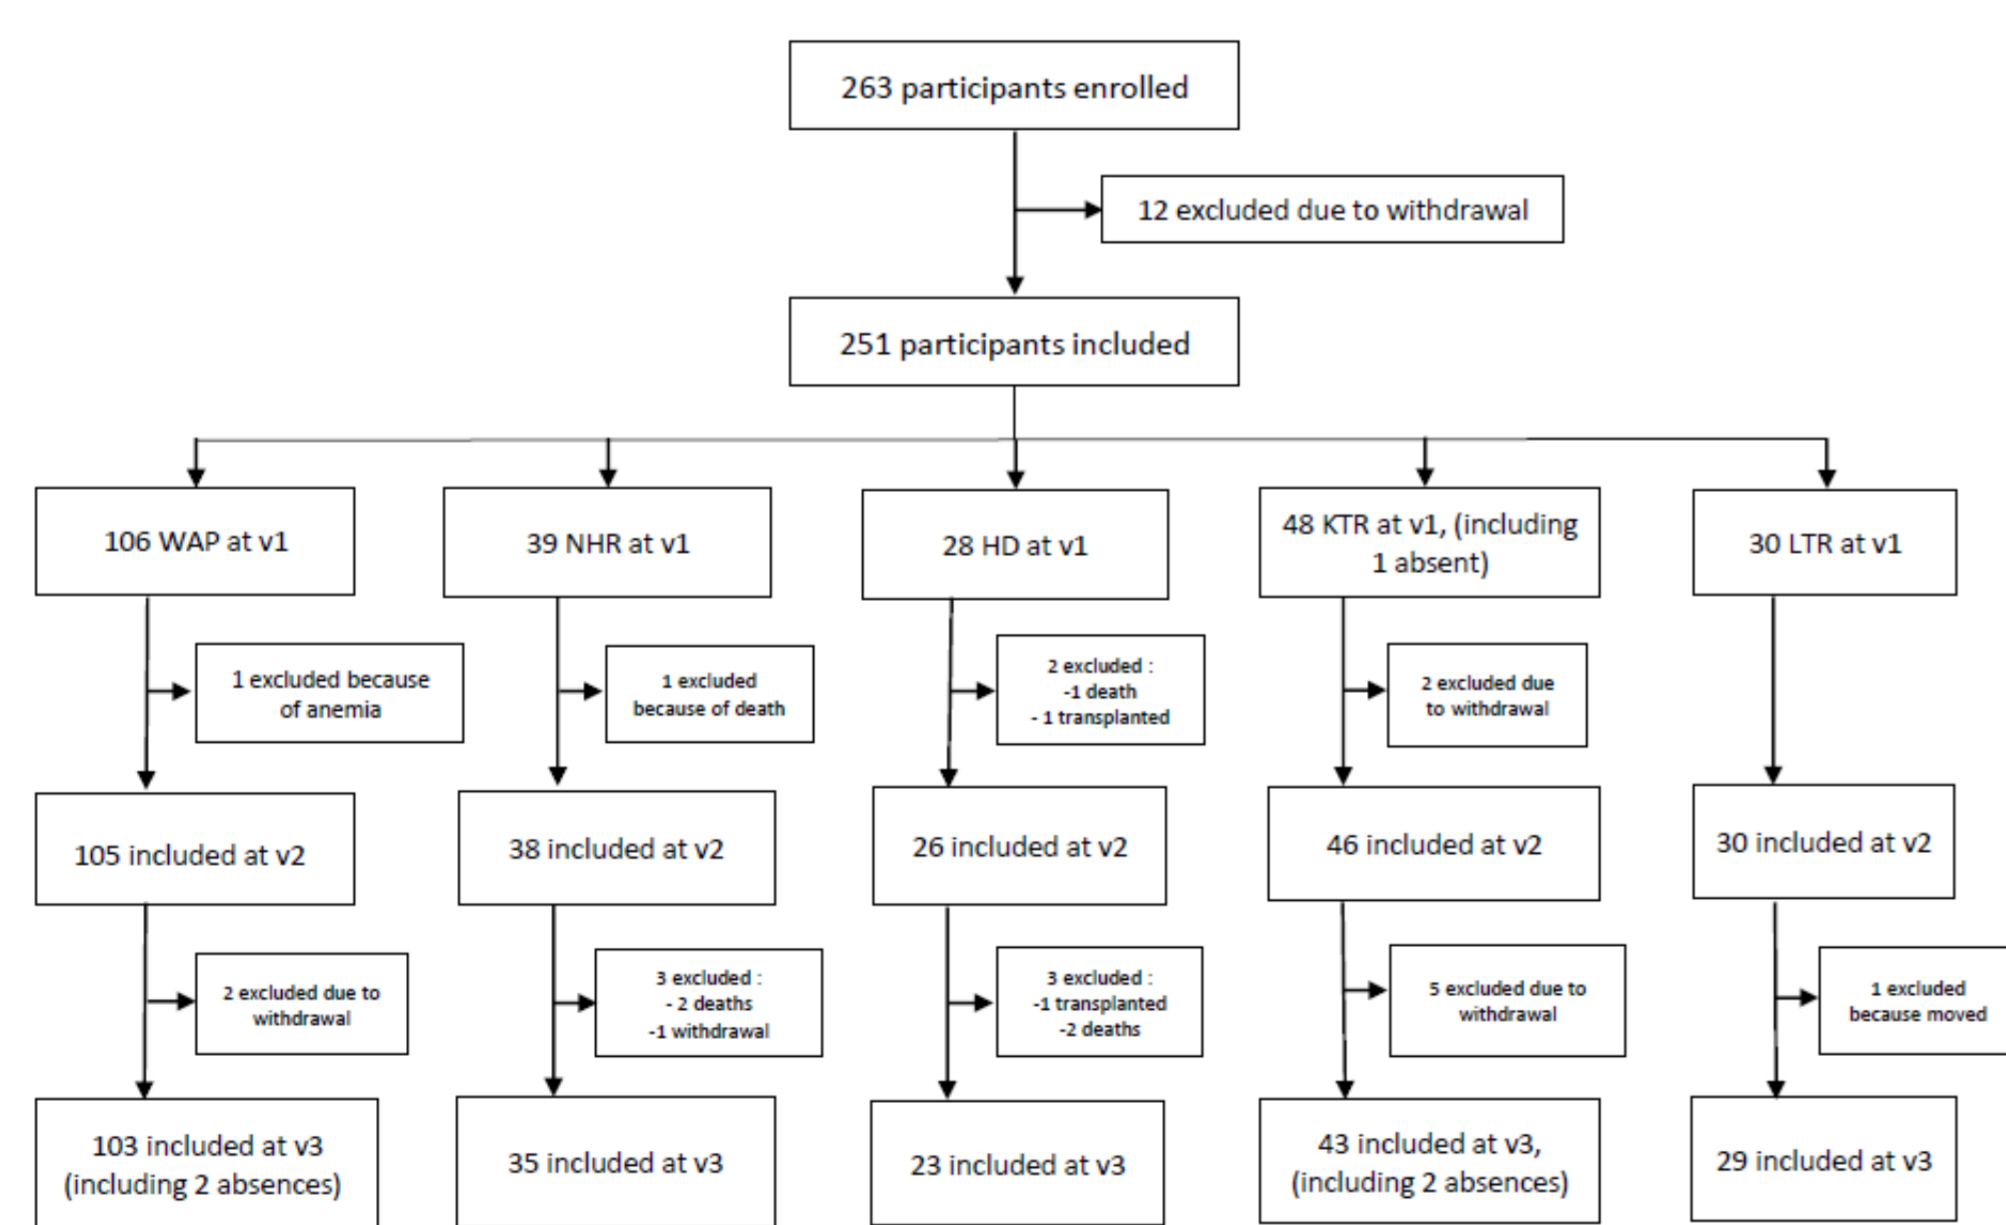 263 participants enrolled
12 excluded due to withdrawal
251 participants included
106 WAP at v1
39 NHR at v1
28 HD at v1
48 KTR at v1, (including
1 absent)
30 LTR at v1
1 excluded because
of anemia
1 excluded
because of death
2 excluded :
-1 death
- 1 transplanted
2 excluded due
to withdrawal
105 included at v2
38 included at v2
26 included at v2
46 included at v2
30 included at v2
2 excluded due to
withdrawal
3 excluded :
- 2 deaths
-1 withdrawal
3 excluded :
-1 transplanted
-2 deaths
5 excluded due to
withdrawal
1 excluded
because moved
103 included at v3
(including 2 absences)
35 included at v3
23 included at v3
43 included at v3,
(including 2 absences)
29 included at v3